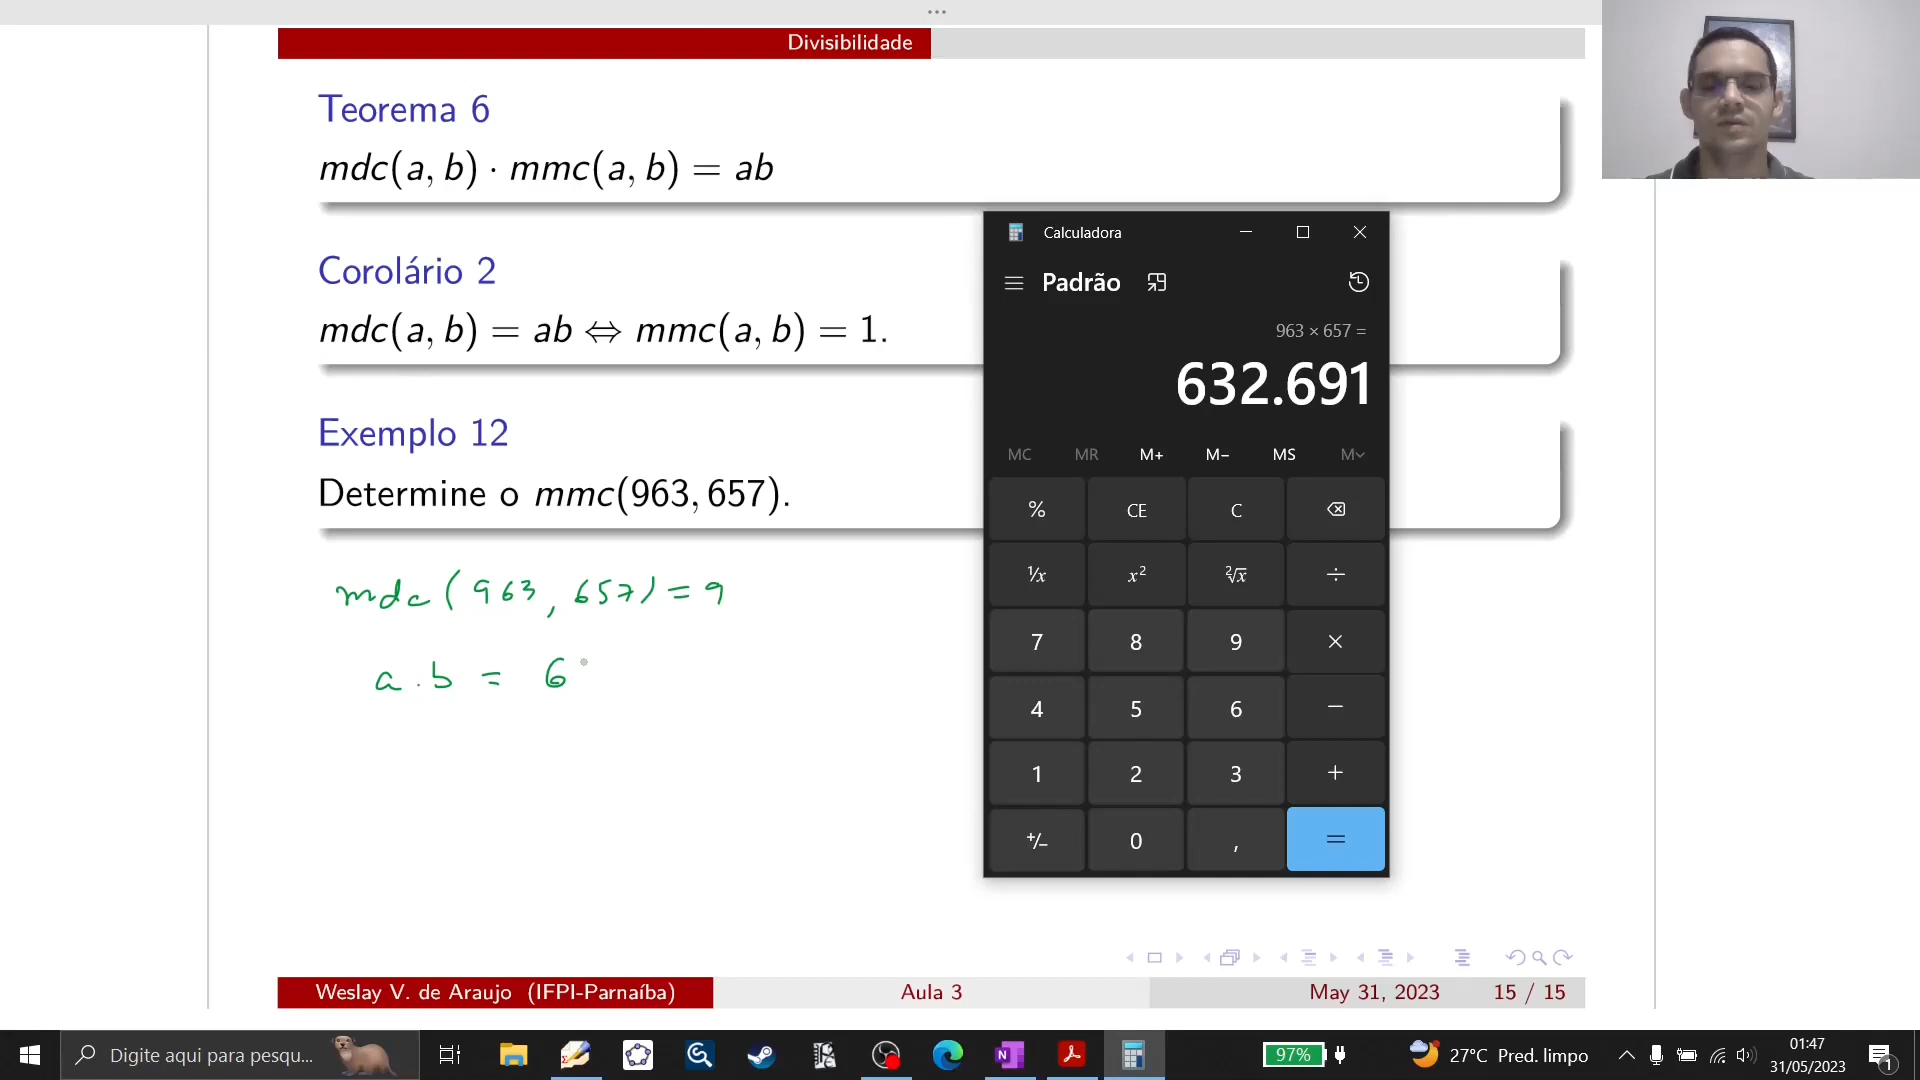 Divisibilidade
Teorema 6
mdc(a, b) · mmc(a, b) = ab
Corolário 2
mdc(a, b) = ab ⇔ mmc(a, b) = 1.
Exemplo 12
Determine o mmc(963, 657).
mdc(963, 657) = 9
a.b = 6
Calculadora
Padrão
963 × 657 =
632.691
MC MR M+ M− MS M˅
% CE C
¹/x x² ²√x ÷
7 8 9 ×
4 5 6 −
1 2 3 +
+/− 0 , =
Weslay V. de Araujo (IFPI-Parnaíba) Aula 3 May 31, 2023 15 / 15
Digite aqui para pesqu... 97% 27°C Pred. limpo 01:47
31/05/2023 1